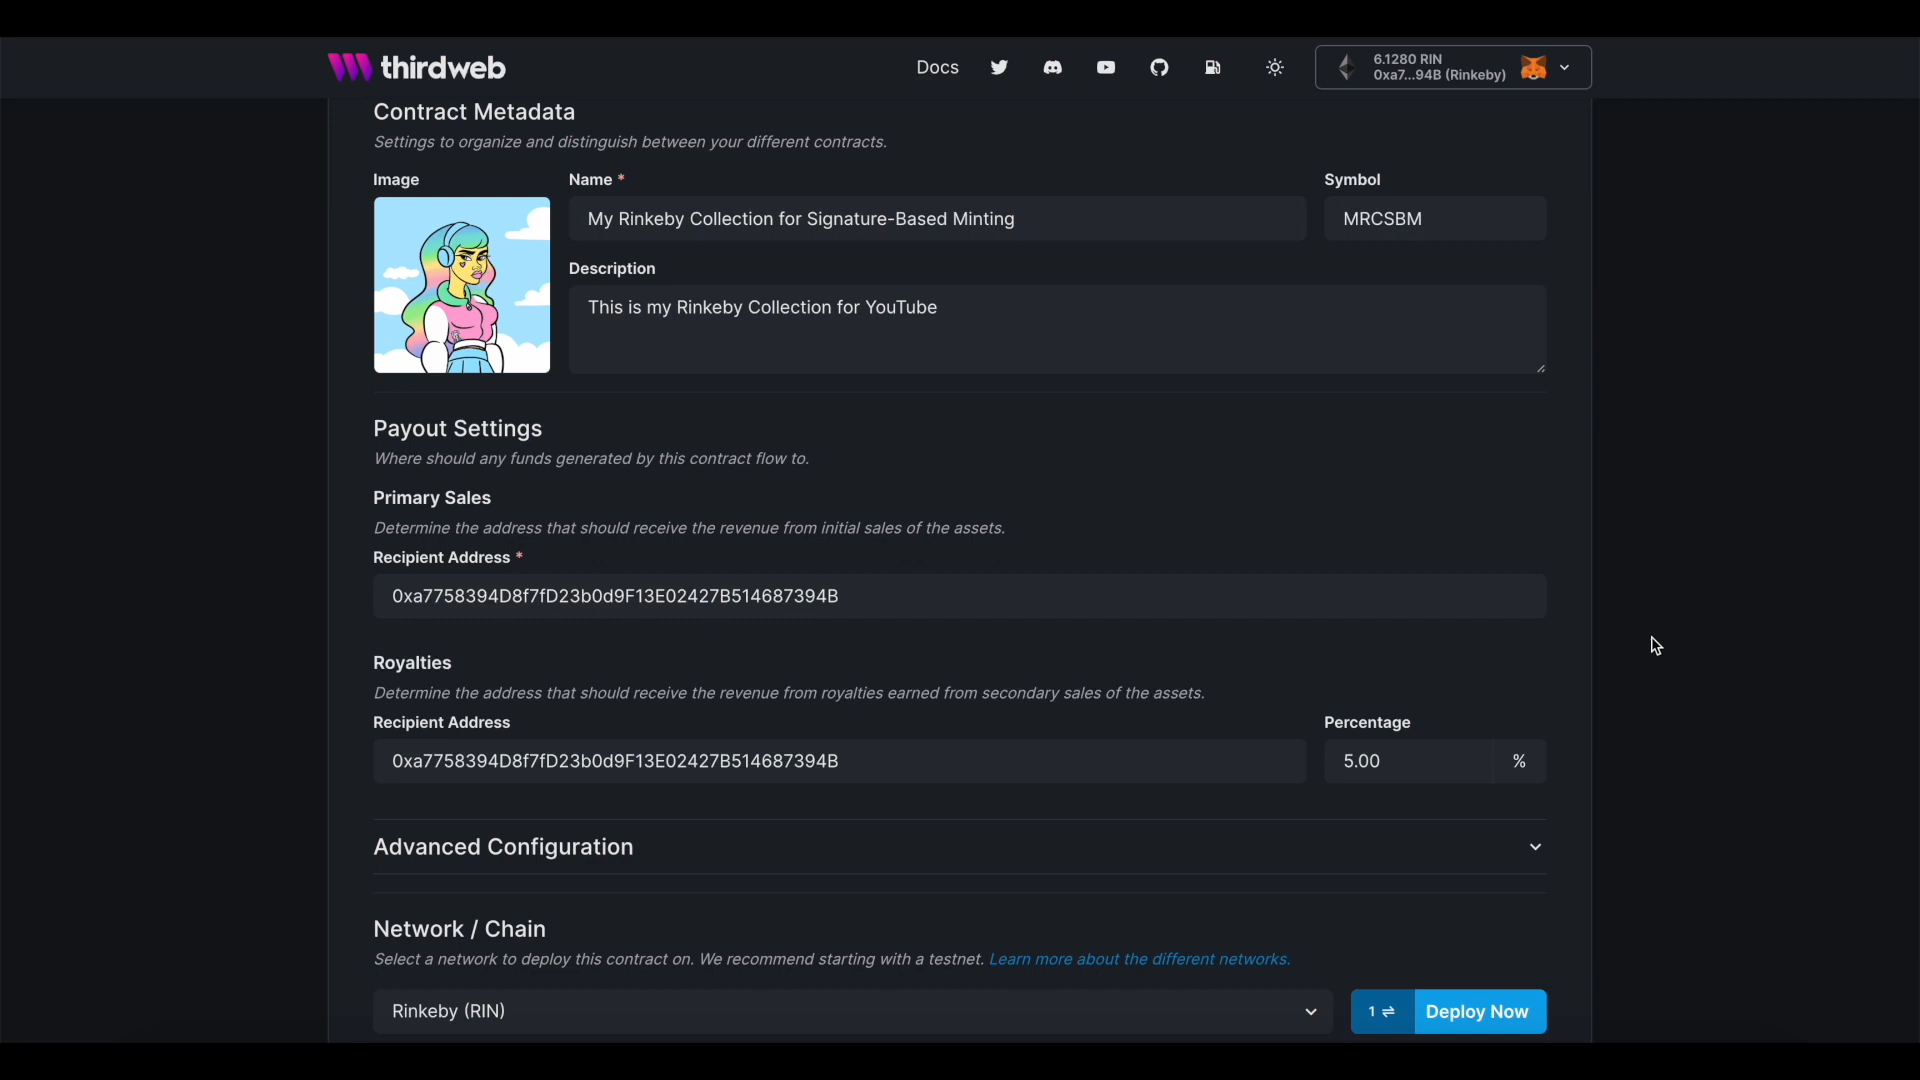 thirdweb
Docs
6.1280 RIN
0xa7...94B (Rinkeby)
Contract Metadata
Settings to organize and distinguish between your different contracts.
Image
Name *
Symbol
My Rinkeby Collection for Signature-Based Minting
MRCSBM
Description
This is my Rinkeby Collection for YouTube
Payout Settings
Where should any funds generated by this contract flow to.
Primary Sales
Determine the address that should receive the revenue from initial sales of the assets.
Recipient Address *
0xa7758394D8f7fD23b0d9F13E02427B514687394B
Royalties
Determine the address that should receive the revenue from royalties earned from secondary sales of the assets.
Recipient Address
Percentage
0xa7758394D8f7fD23b0d9F13E02427B514687394B
5.00
%
Advanced Configuration
Network / Chain
Select a network to deploy this contract on. We recommend starting with a testnet. Learn more about the different networks.
Rinkeby (RIN)
1 ⇌
Deploy Now